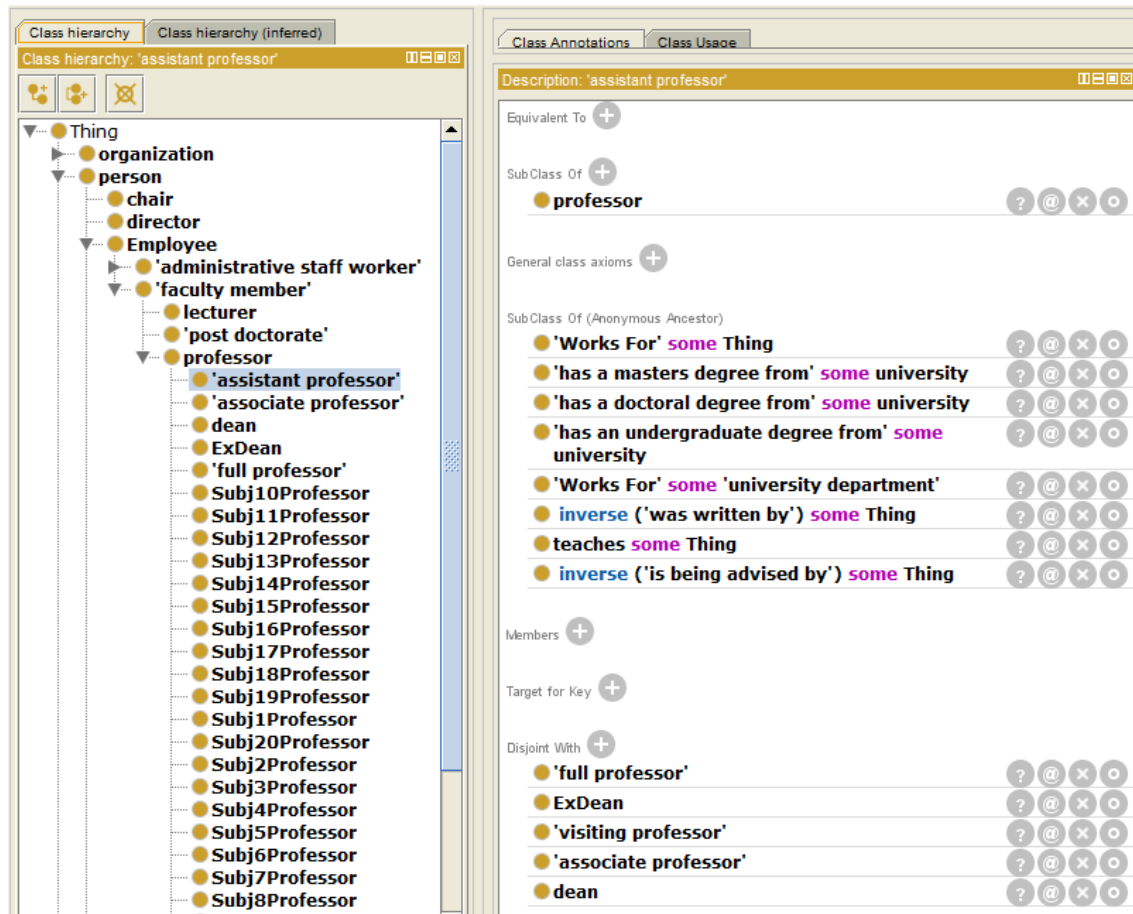 Class hierarchy
Class hierarchy (inferred)
Class hierarchy: 'assistant professor'
Thing
organization
person
chair
director
Employee
'administrative staff worker'
'faculty member'
lecturer
'post doctorate'
professor
'assistant professor'
'associate professor'
dean
ExDean
'full professor'
Subj10Professor
Subj11Professor
Subj12Professor
Subj13Professor
Subj14Professor
Subj15Professor
Subj16Professor
Subj17Professor
Subj18Professor
Subj19Professor
Subj1Professor
Subj20Professor
Subj2Professor
Subj3Professor
Subj4Professor
Subj5Professor
Subj6Professor
Subj7Professor
Subj8Professor
Class Annotations
Class Usage
Description: 'assistant professor'
Equivalent To
SubClass Of
professor
General class axioms
SubClass Of (Anonymous Ancestor)
'Works For' some Thing
'has a masters degree from' some university
'has a doctoral degree from' some university
'has an undergraduate degree from' some
university
'Works For' some 'university department'
inverse ('was written by') some Thing
teaches some Thing
inverse ('is being advised by') some Thing
Members
Target for Key
Disjoint With
'full professor'
ExDean
'visiting professor'
'associate professor'
dean